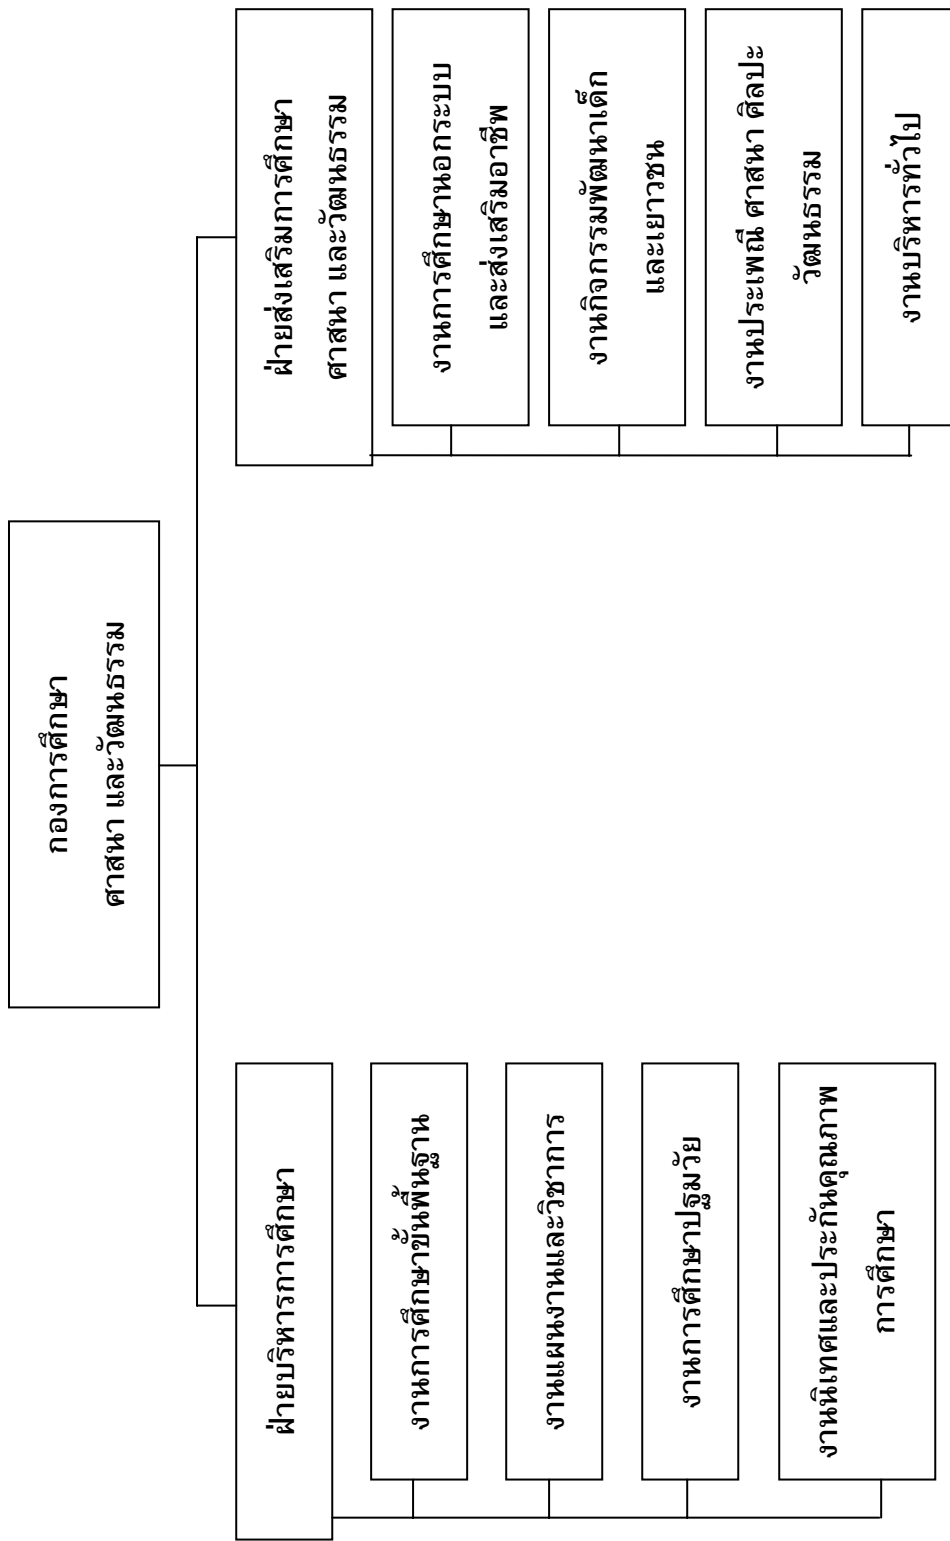 กองการศึกษา
ศาสนา และวัฒนธรรม
ฝ่ายบริหารการศึกษา
งานการศึกษาขั้นพื้นฐาน
งานแผนงานและวิชาการ
งานการศึกษาปฐมวัย
งานนิเทศและประกันคุณภาพ
การศึกษา
ฝ่ายส่งเสริมการศึกษา
ศาสนา และวัฒนธรรม
งานการศึกษานอกระบบ
และส่งเสริมอาชีพ
งานกิจกรรมพัฒนาเด็ก
และเยาวชน
งานประเพณี ศาสนา ศิลปะ
วัฒนธรรม
งานบริหารทั่วไป